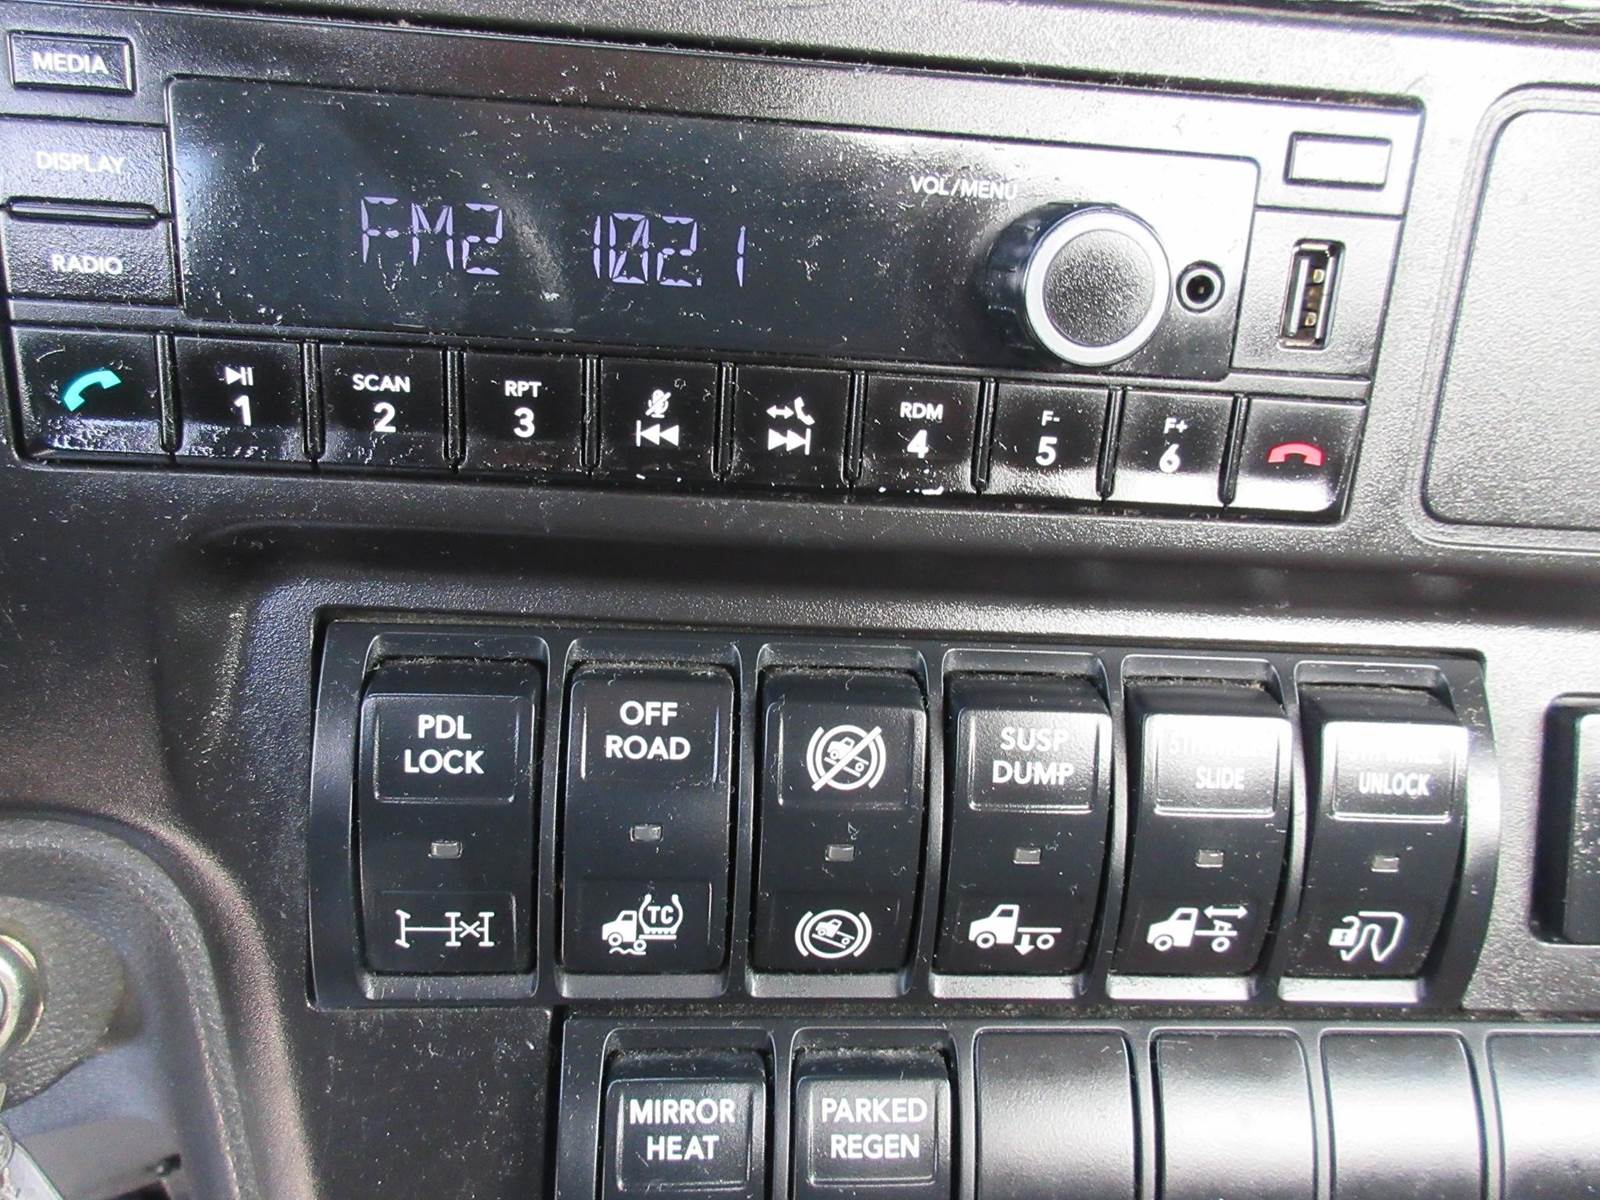 MEDIA
DISPLAY
RADIO
FM2 102.1
VOL/MENU
1
SCAN
2
RPT
3
RDM
4
F-
5
F+
6
PDL
LOCK
OFF
ROAD
TC
SUSP
DUMP
SLIDE
UNLOCK
MIRROR
HEAT
PARKED
REGEN